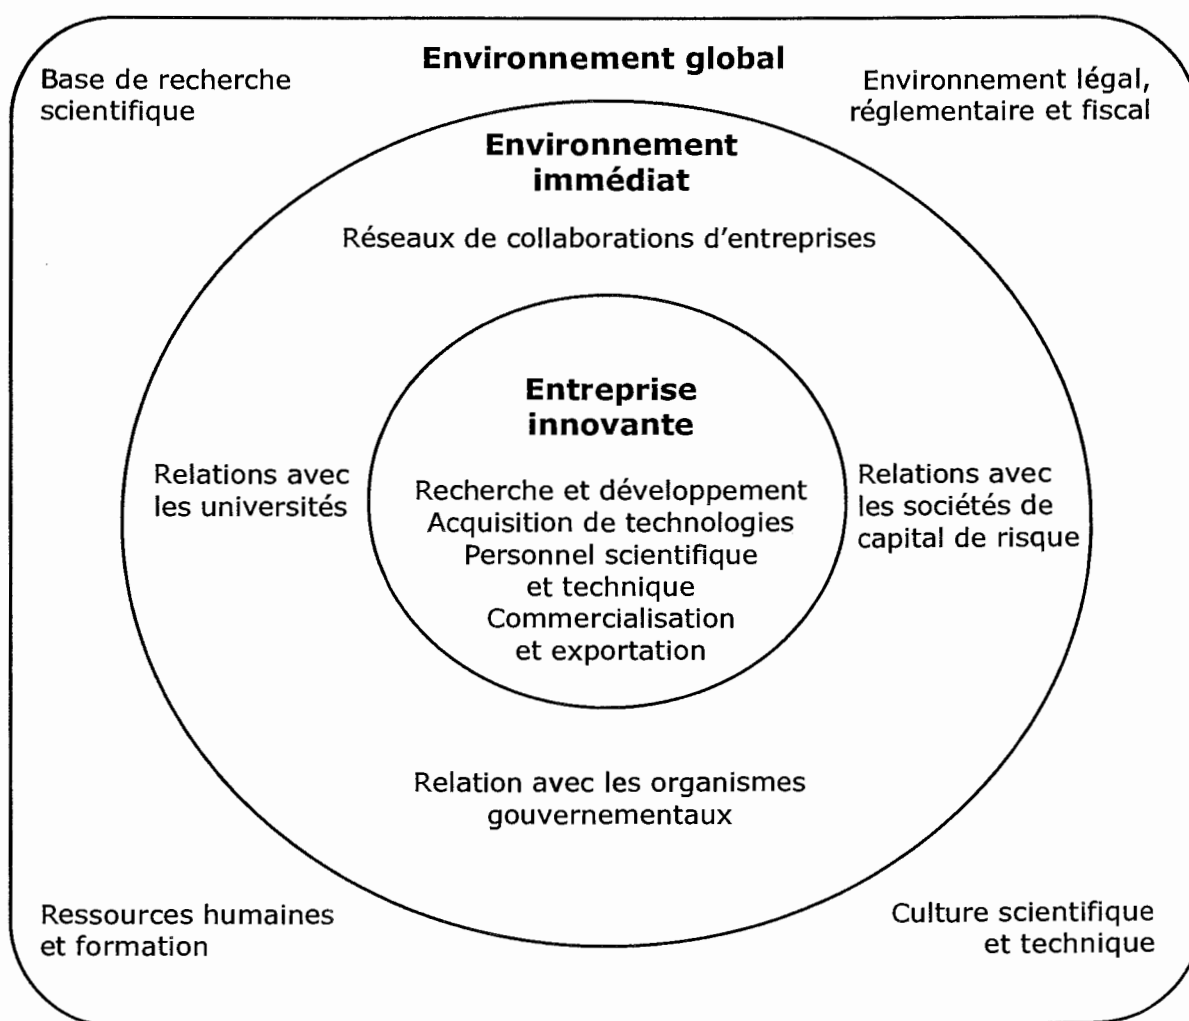 Environnement global
Base de recherche
scientifique
Environnement légal,
réglementaire et fiscal
Environnement
immédiat
Réseaux de collaborations d'entreprises
Entreprise
innovante
Relations avec
les universités
Recherche et développement
Acquisition de technologies
Personnel scientifique
et technique
Commercialisation
et exportation
Relations avec
les sociétés de
capital de risque
Relation avec les organismes
gouvernementaux
Ressources humaines
et formation
Culture scientifique
et technique